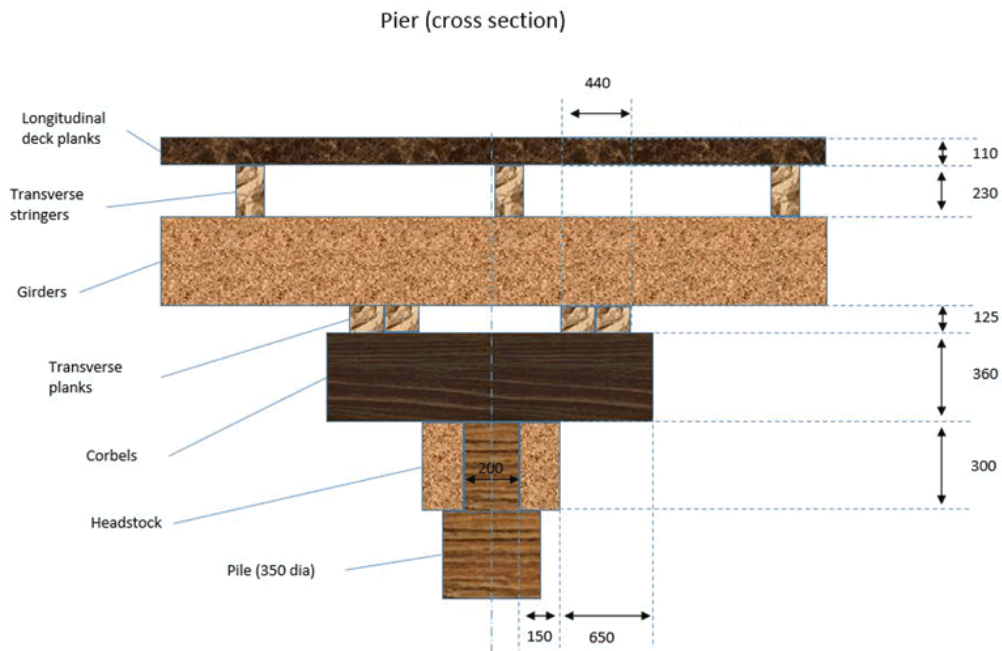 Pier (cross section)
440
Longitudinal
deck planks
110
Transverse
stringers
230
Girders
125
Transverse
planks
360
Corbels
200
300
Headstock
Pile (350 dia)
150
650